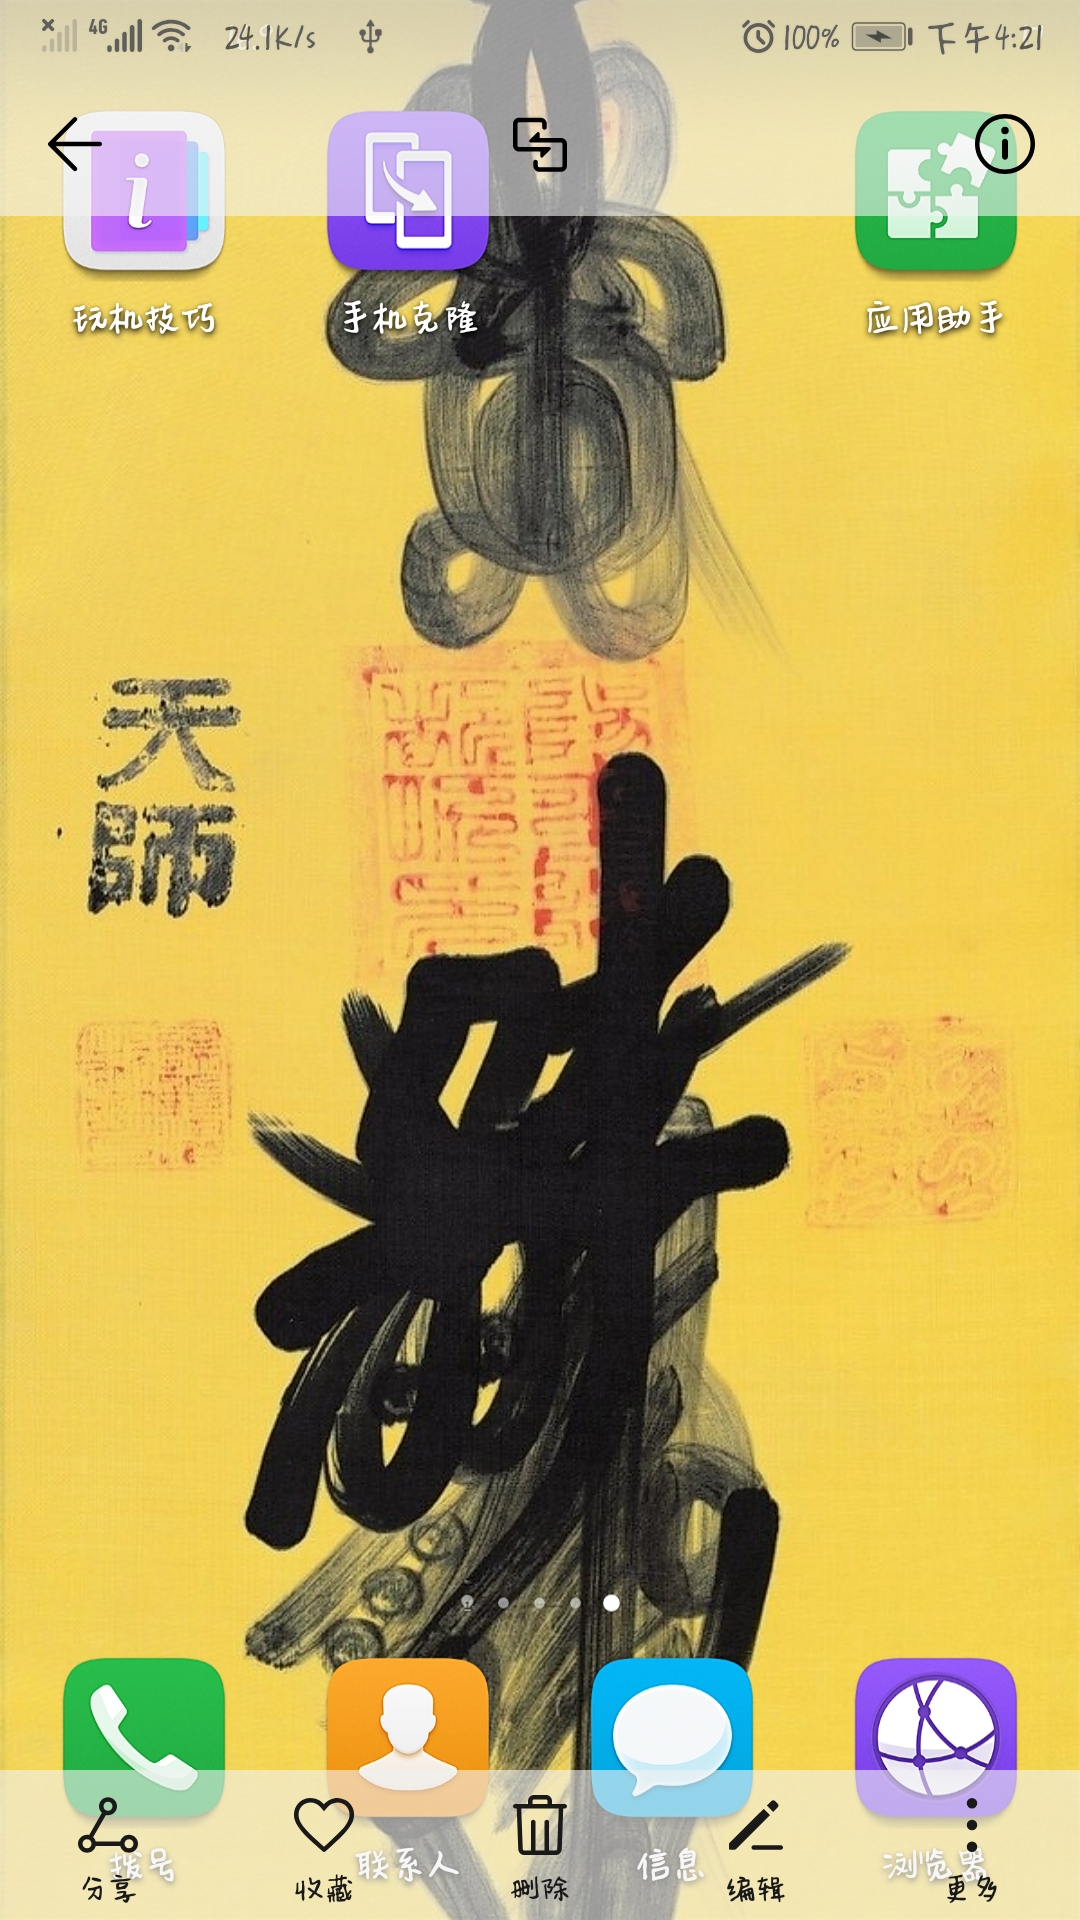 4G 24.1K/s 100% 下午4:21
玩机技巧 手机克隆 应用助手
天
師
拨号 联系人 信息 浏览器
分享 收藏 删除 编辑 更多